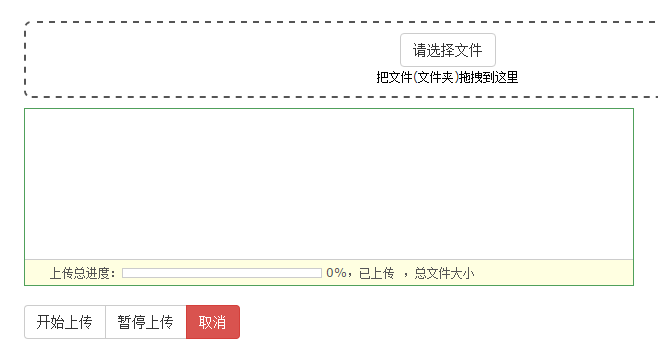 请选择文件
把文件(文件夹)拖拽到这里
上传总进度： 0%，已上传 ，总文件大小
开始上传 暂停上传 取消